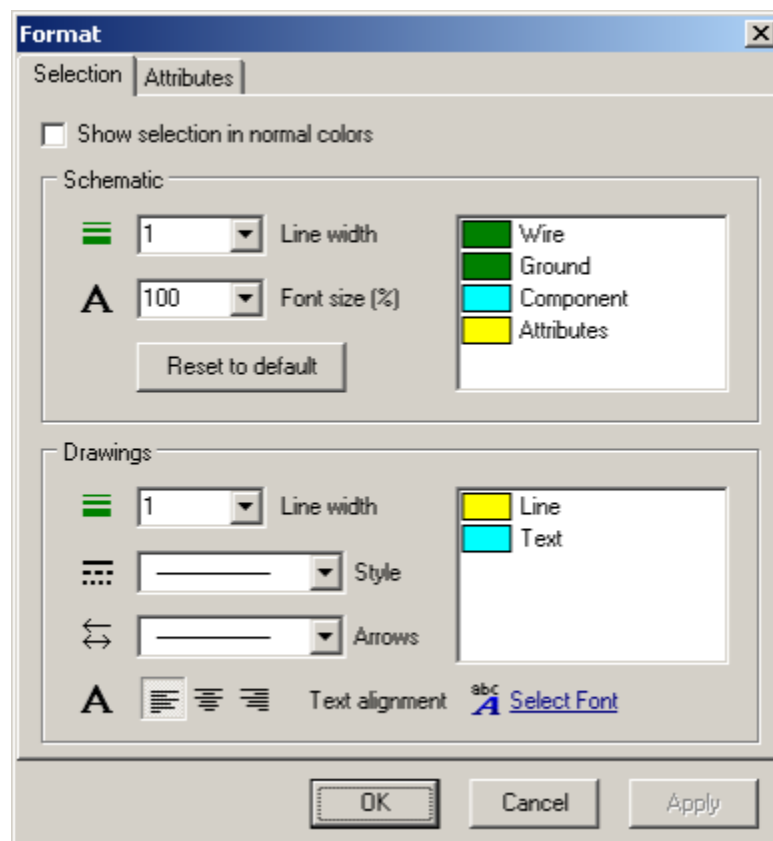 Format
Selection Attributes
Show selection in normal colors
Schematic
1 Line width
A 100 Font size (%)
Reset to default
Wire
Ground
Component
Attributes
Drawings
1 Line width
Style
Arrows
Line
Text
A Text alignment abc A Select Font
OK Cancel Apply